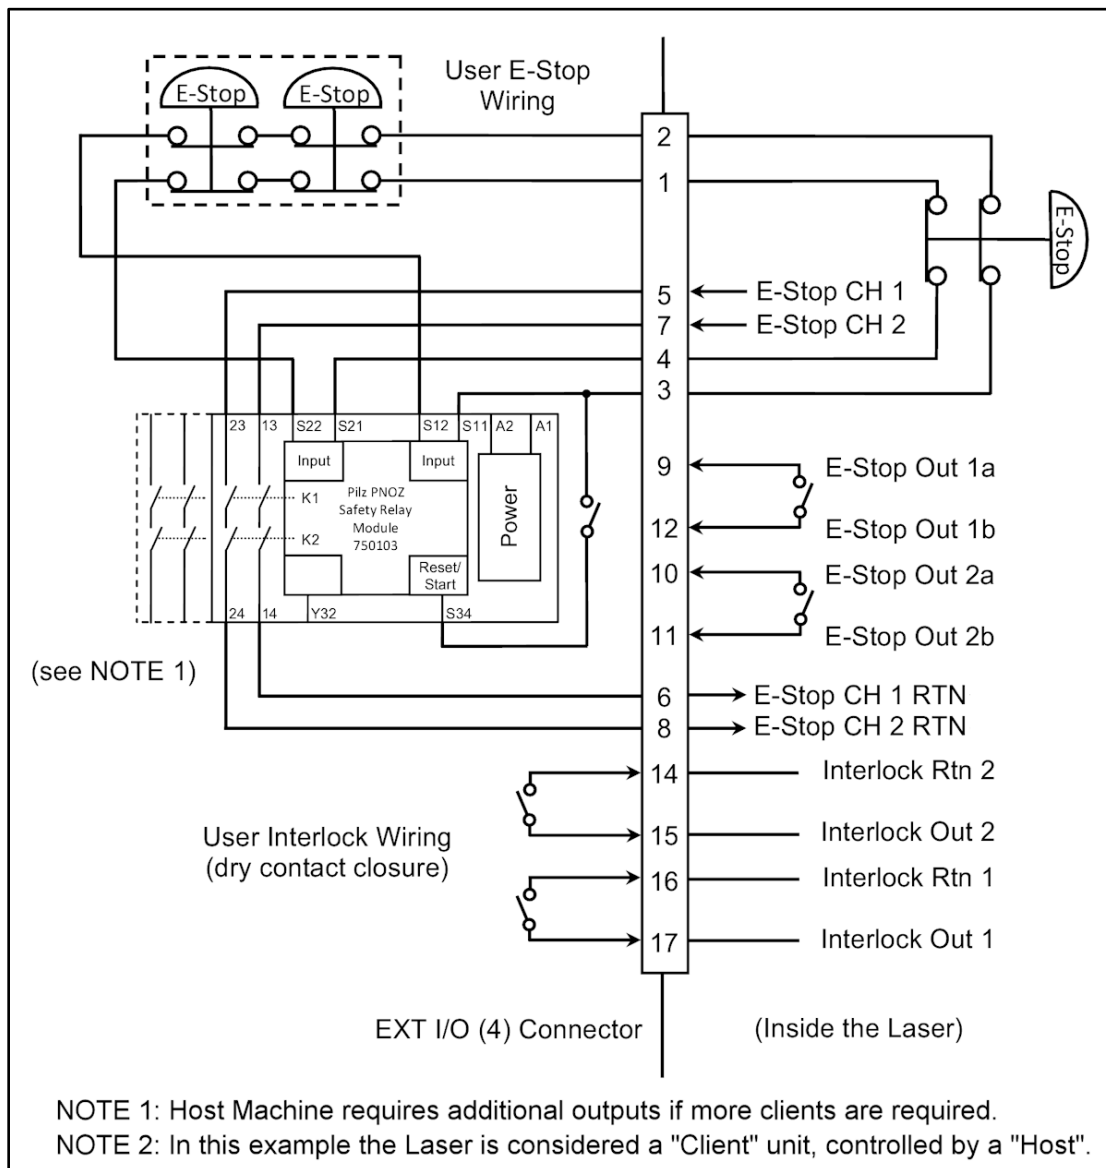 User E-Stop
Wiring
E-Stop
E-Stop
2
1
E-Stop
5
E-Stop CH 1
7
E-Stop CH 2
4
3
23
13
S22
S21
S12
S11
A2
A1
Input
Input
K1
K2
Pilz PNOZ
Safety Relay
Module
750103
Power
Reset/
Start
24
14
Y32
S34
9
E-Stop Out 1a
12
E-Stop Out 1b
10
E-Stop Out 2a
11
E-Stop Out 2b
(see NOTE 1)
6
E-Stop CH 1 RTN
8
E-Stop CH 2 RTN
14
Interlock Rtn 2
User Interlock Wiring
(dry contact closure)
15
Interlock Out 2
16
Interlock Rtn 1
17
Interlock Out 1
EXT I/O (4) Connector
(Inside the Laser)
NOTE 1: Host Machine requires additional outputs if more clients are required.
NOTE 2: In this example the Laser is considered a "Client" unit, controlled by a "Host".